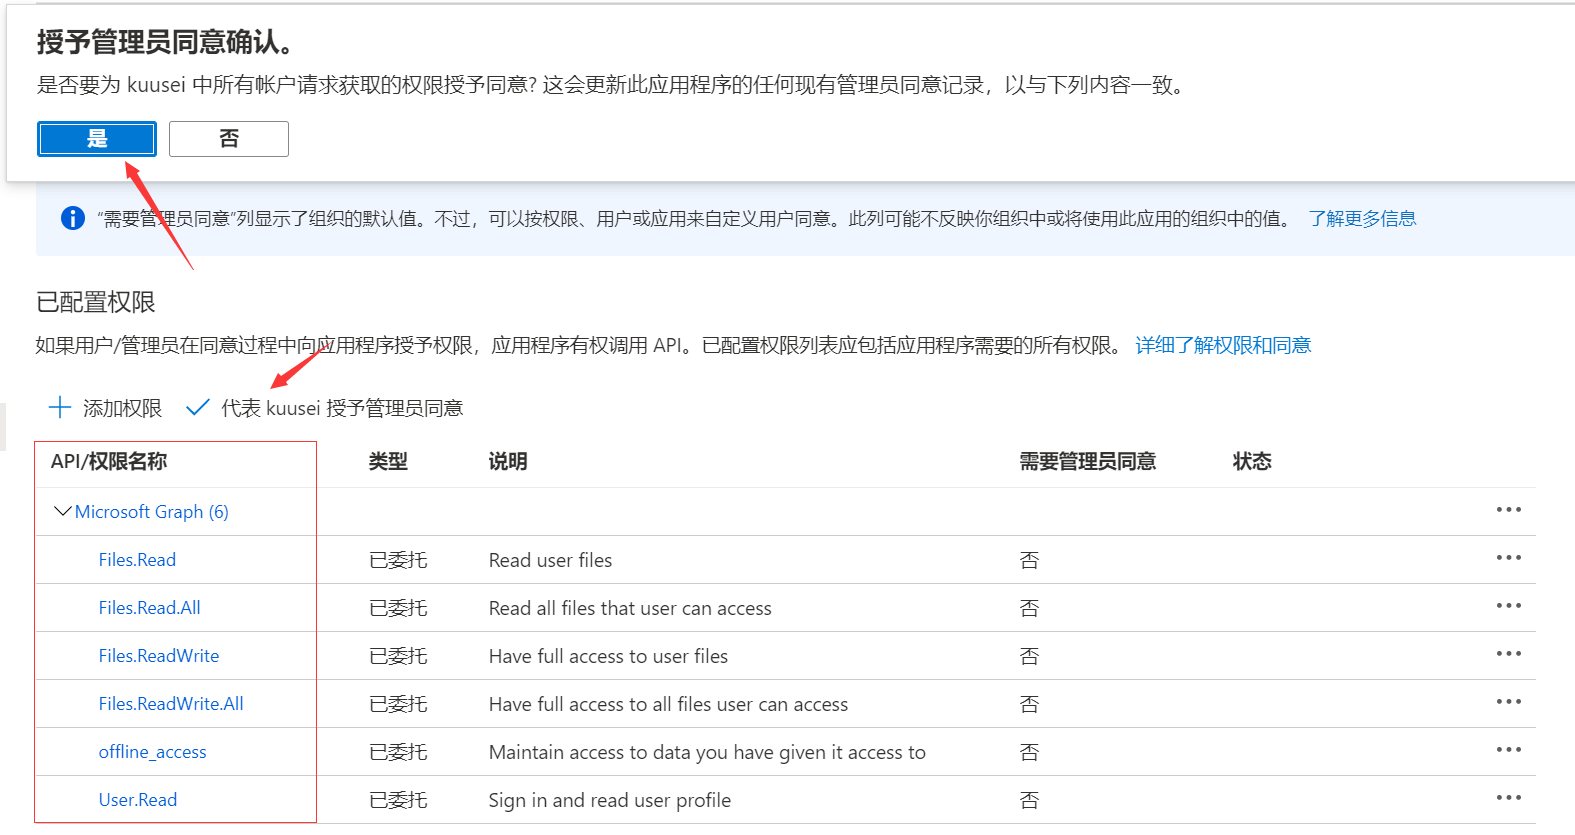 授予管理员同意确认。
是否要为 kuusei 中所有帐户请求获取的权限授予同意? 这会更新此应用程序的任何现有管理员同意记录，以与下列内容一致。
是 否
“需要管理员同意”列显示了组织的默认值。不过，可以按权限、用户或应用来自定义用户同意。此列可能不反映你组织中或将使用此应用的组织中的值。 了解更多信息
已配置权限
如果用户/管理员在同意过程中向应用程序授予权限，应用程序有权调用 API。已配置权限列表应包括应用程序需要的所有权限。 详细了解权限和同意
添加权限 代表 kuusei 授予管理员同意
API/权限名称 类型 说明 需要管理员同意 状态
Microsoft Graph (6)
Files.Read 已委托 Read user files 否
Files.Read.All 已委托 Read all files that user can access 否
Files.ReadWrite 已委托 Have full access to user files 否
Files.ReadWrite.All 已委托 Have full access to all files user can access 否
offline_access 已委托 Maintain access to data you have given it access to 否
User.Read 已委托 Sign in and read user profile 否